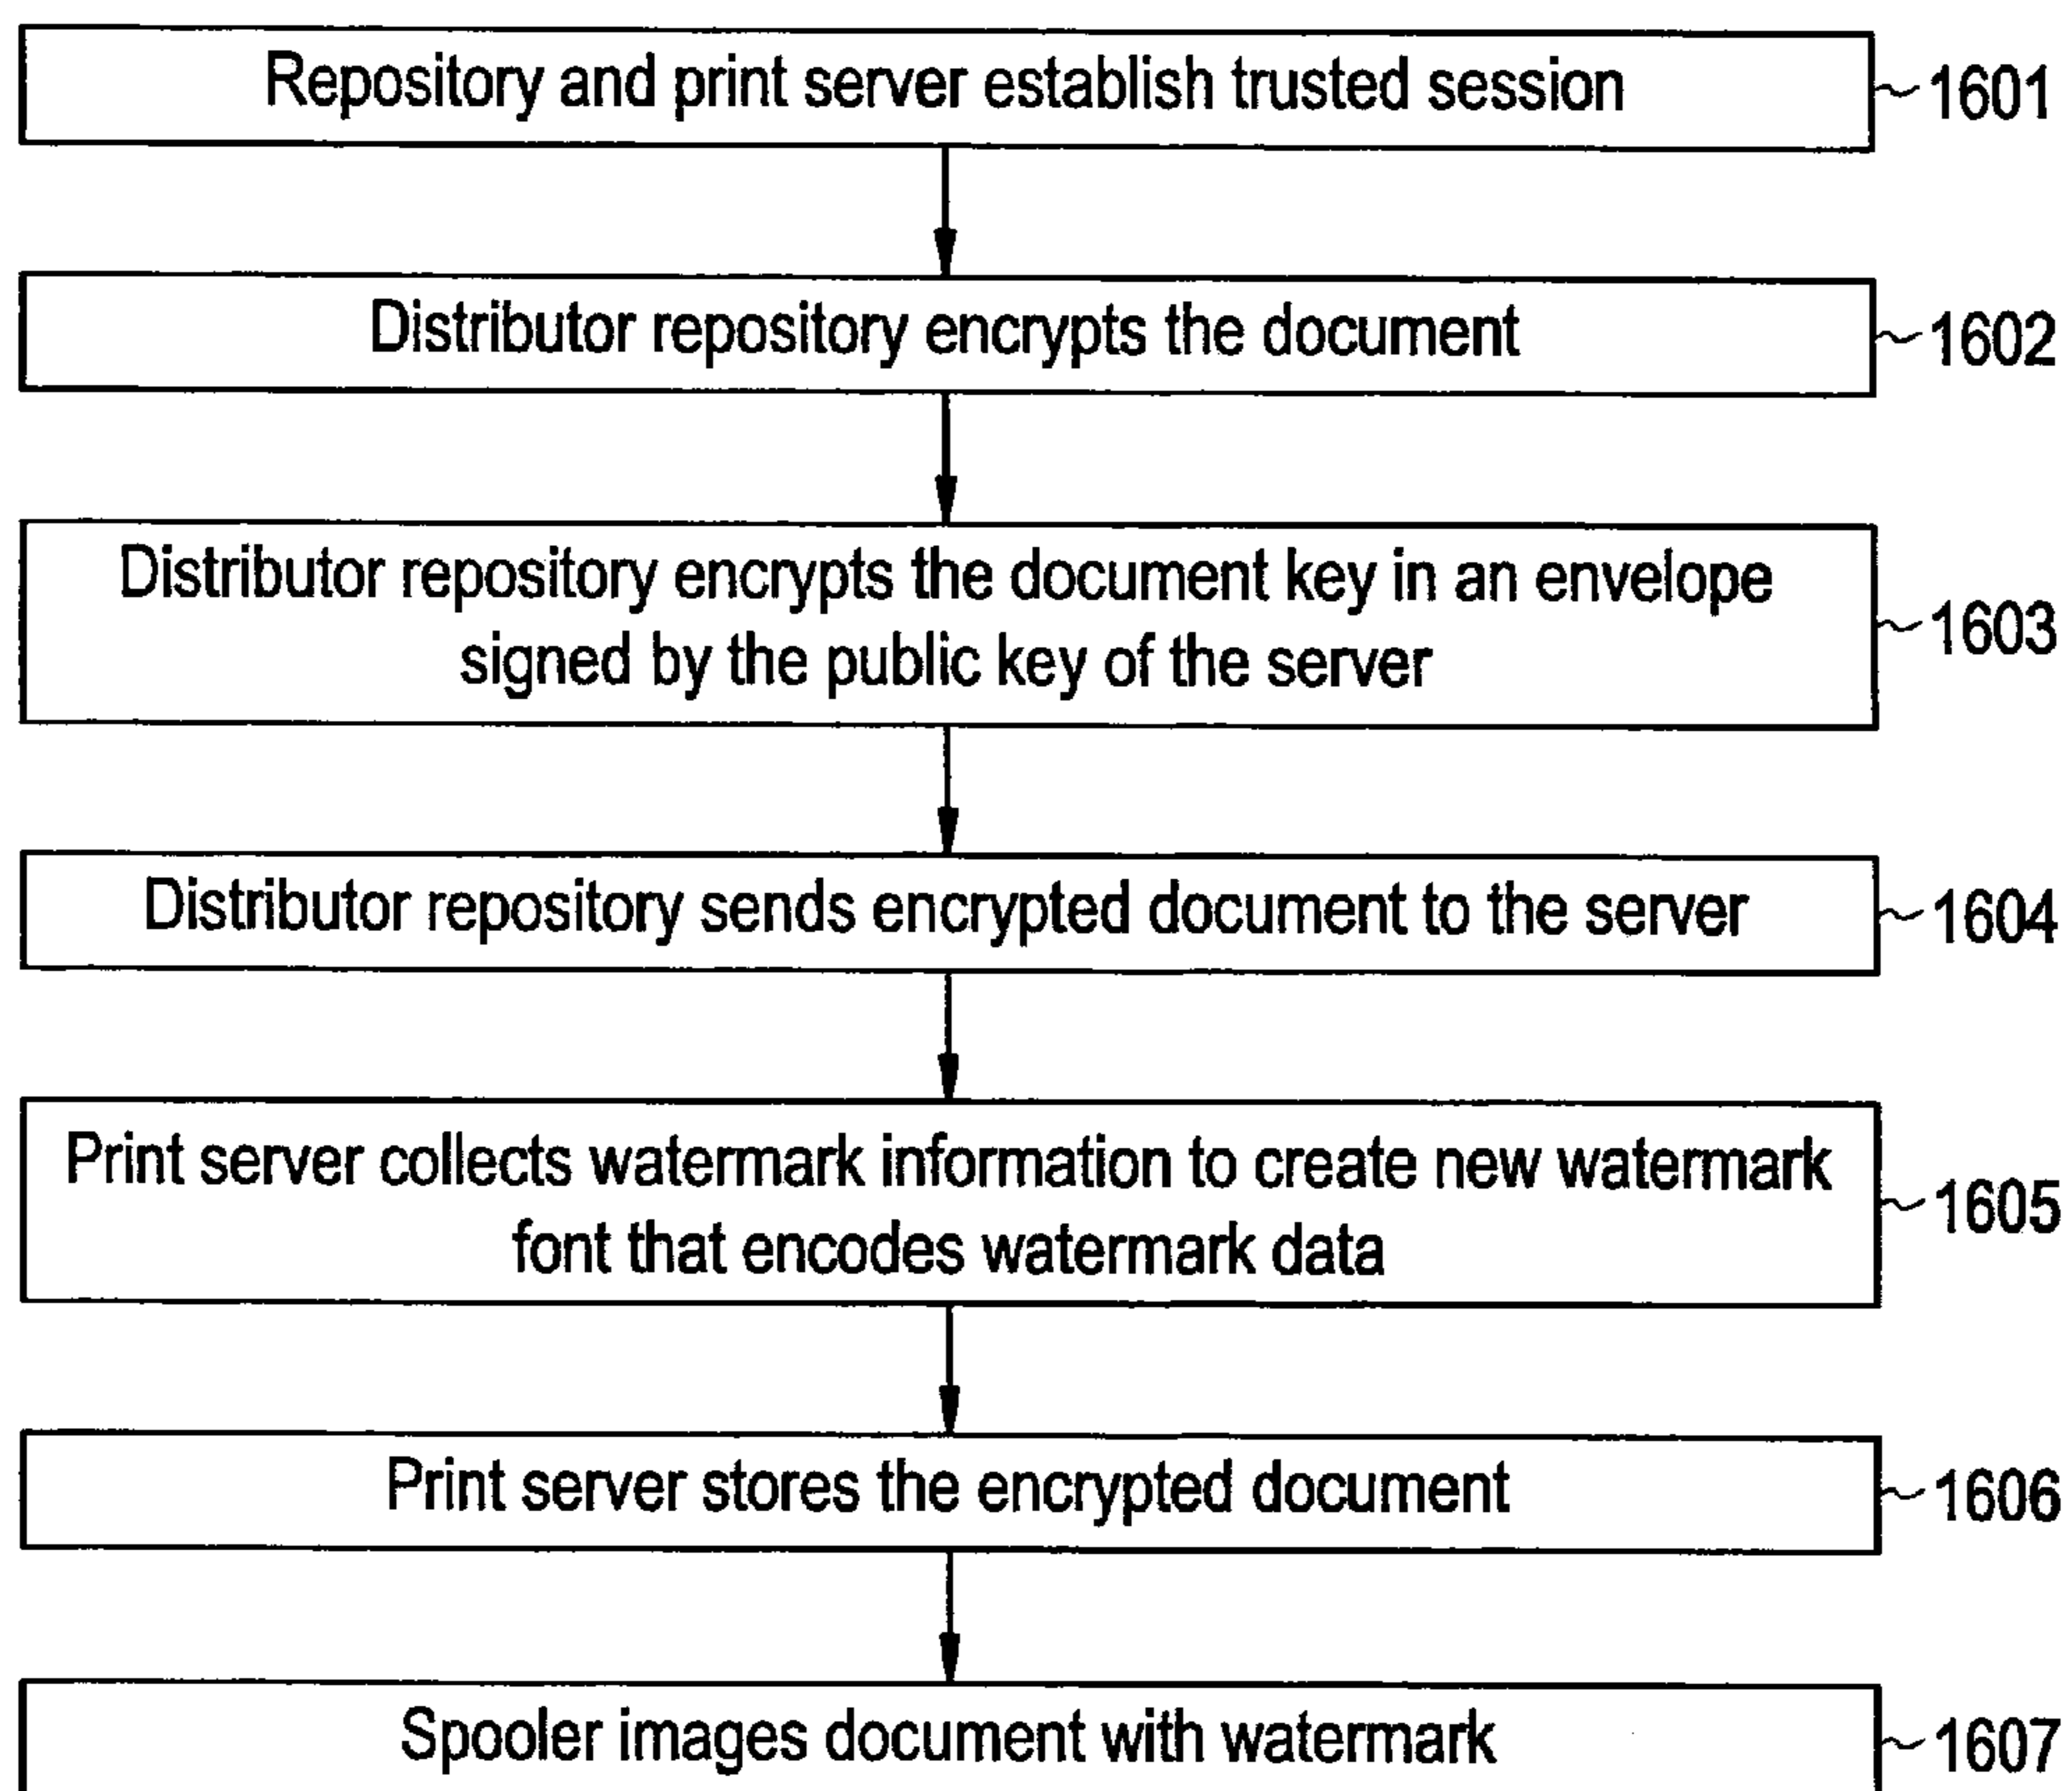 Repository and print server establish trusted session
1601
Distributor repository encrypts the document
1602
Distributor repository encrypts the document key in an envelope
signed by the public key of the server
1603
Distributor repository sends encrypted document to the server
1604
Print server collects watermark information to create new watermark
font that encodes watermark data
1605
Print server stores the encrypted document
1606
Spooler images document with watermark
1607